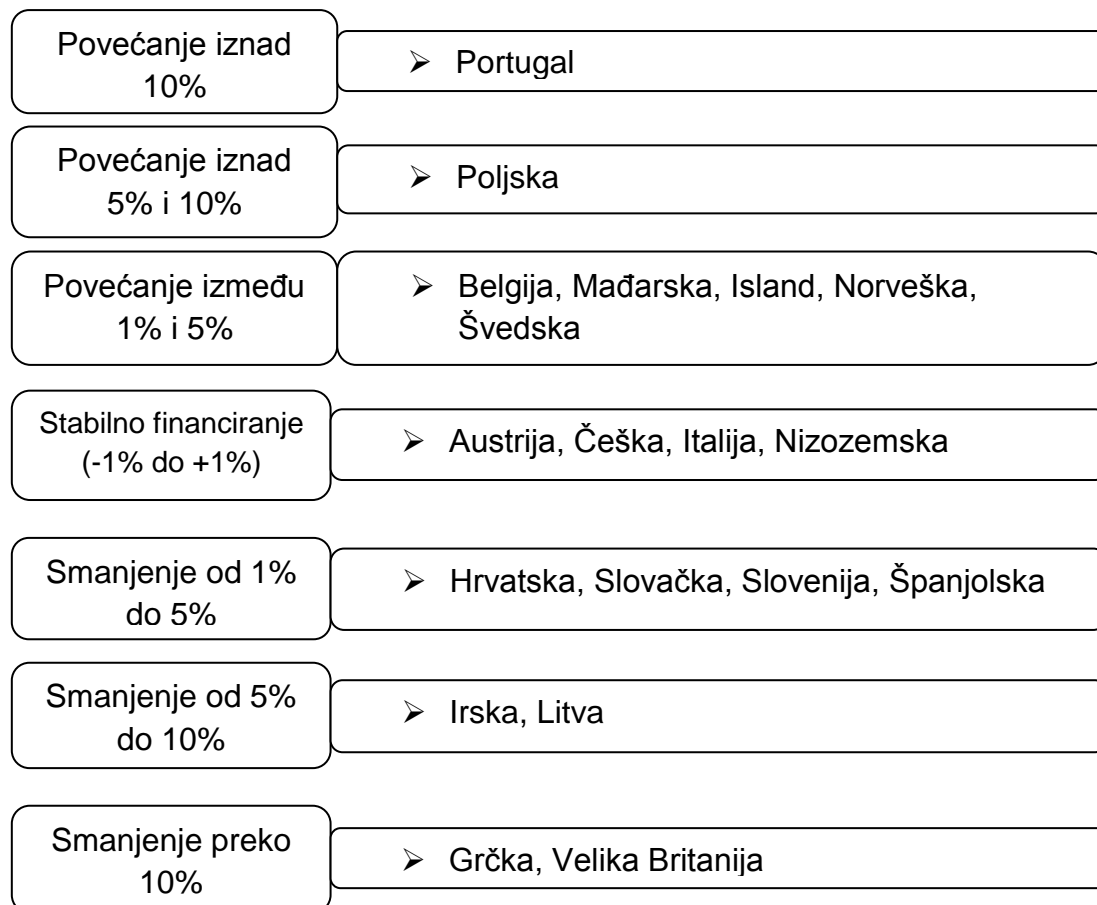 Povećanje iznad
10%
➢ Portugal
Povećanje iznad
5% i 10%
➢ Poljska
Povećanje između
1% i 5%
➢ Belgija, Mađarska, Island, Norveška,
Švedska
Stabilno financiranje
(-1% do +1%)
➢ Austrija, Češka, Italija, Nizozemska
Smanjenje od 1%
do 5%
➢ Hrvatska, Slovačka, Slovenija, Španjolska
Smanjenje od 5%
do 10%
➢ Irska, Litva
Smanjenje preko
10%
➢ Grčka, Velika Britanija